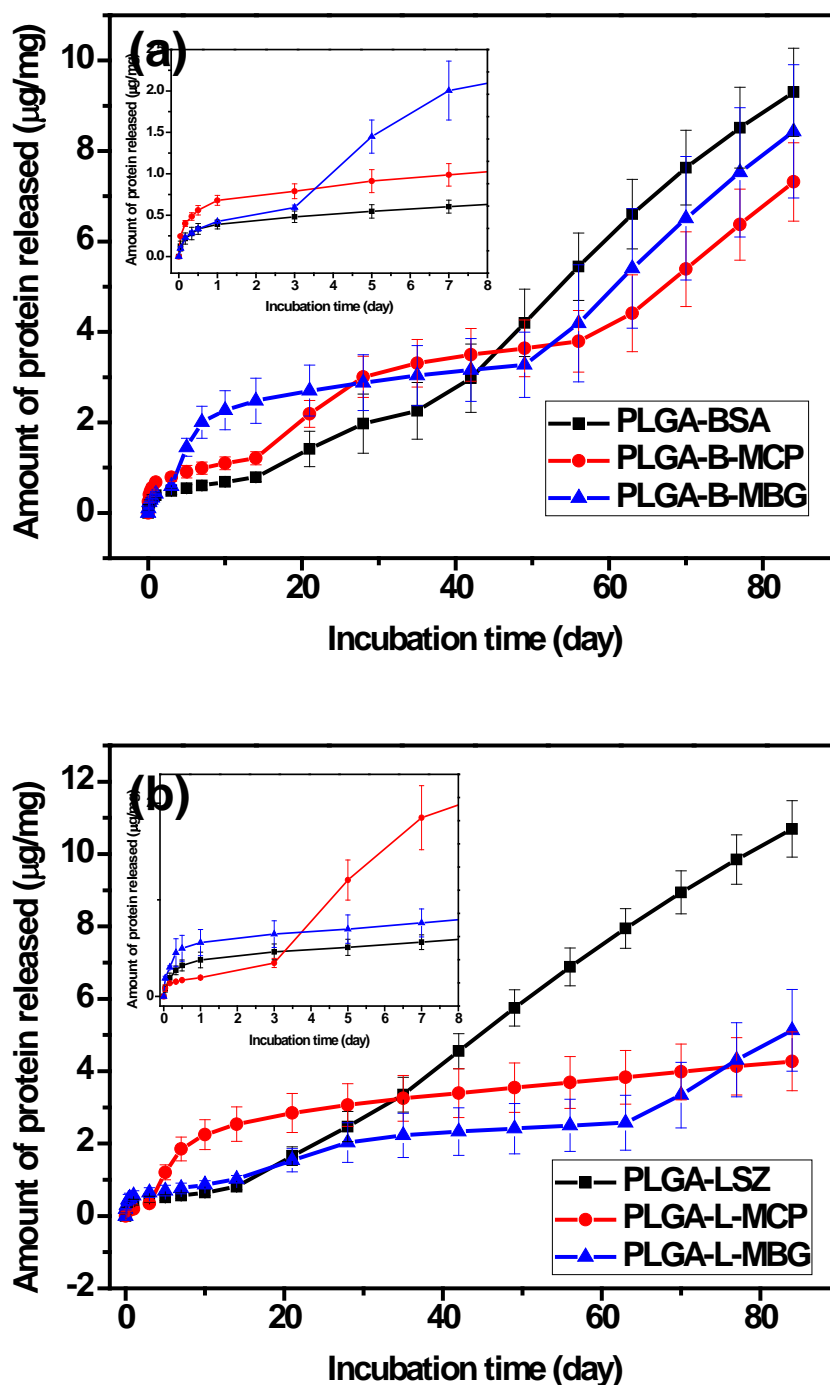 (a)
Amount of protein released (µg/mg)
10
8
6
4
2
0
0 20 40 60 80
Incubation time (day)
Amount of protein released (µg/mg)
2.0
1.5
1.0
0.5
0.0
0 1 2 3 4 5 6 7 8
Incubation time (day)
PLGA-BSA
PLGA-B-MCP
PLGA-B-MBG
(b)
Amount of protein released (µg/mg)
12
10
8
6
4
2
0
-2
0 20 40 60 80
Incubation time (day)
Amount of protein released (µg/mg)
0
0 1 2 3 4 5 6 7 8
Incubation time (day)
PLGA-LSZ
PLGA-L-MCP
PLGA-L-MBG